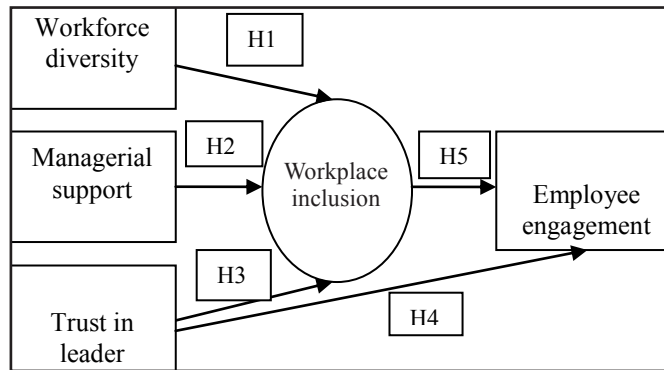 Workforce
diversity
H1
Managerial
support
H2
Workplace
inclusion
H5
Employee
engagement
H3
Trust in
leader
H4